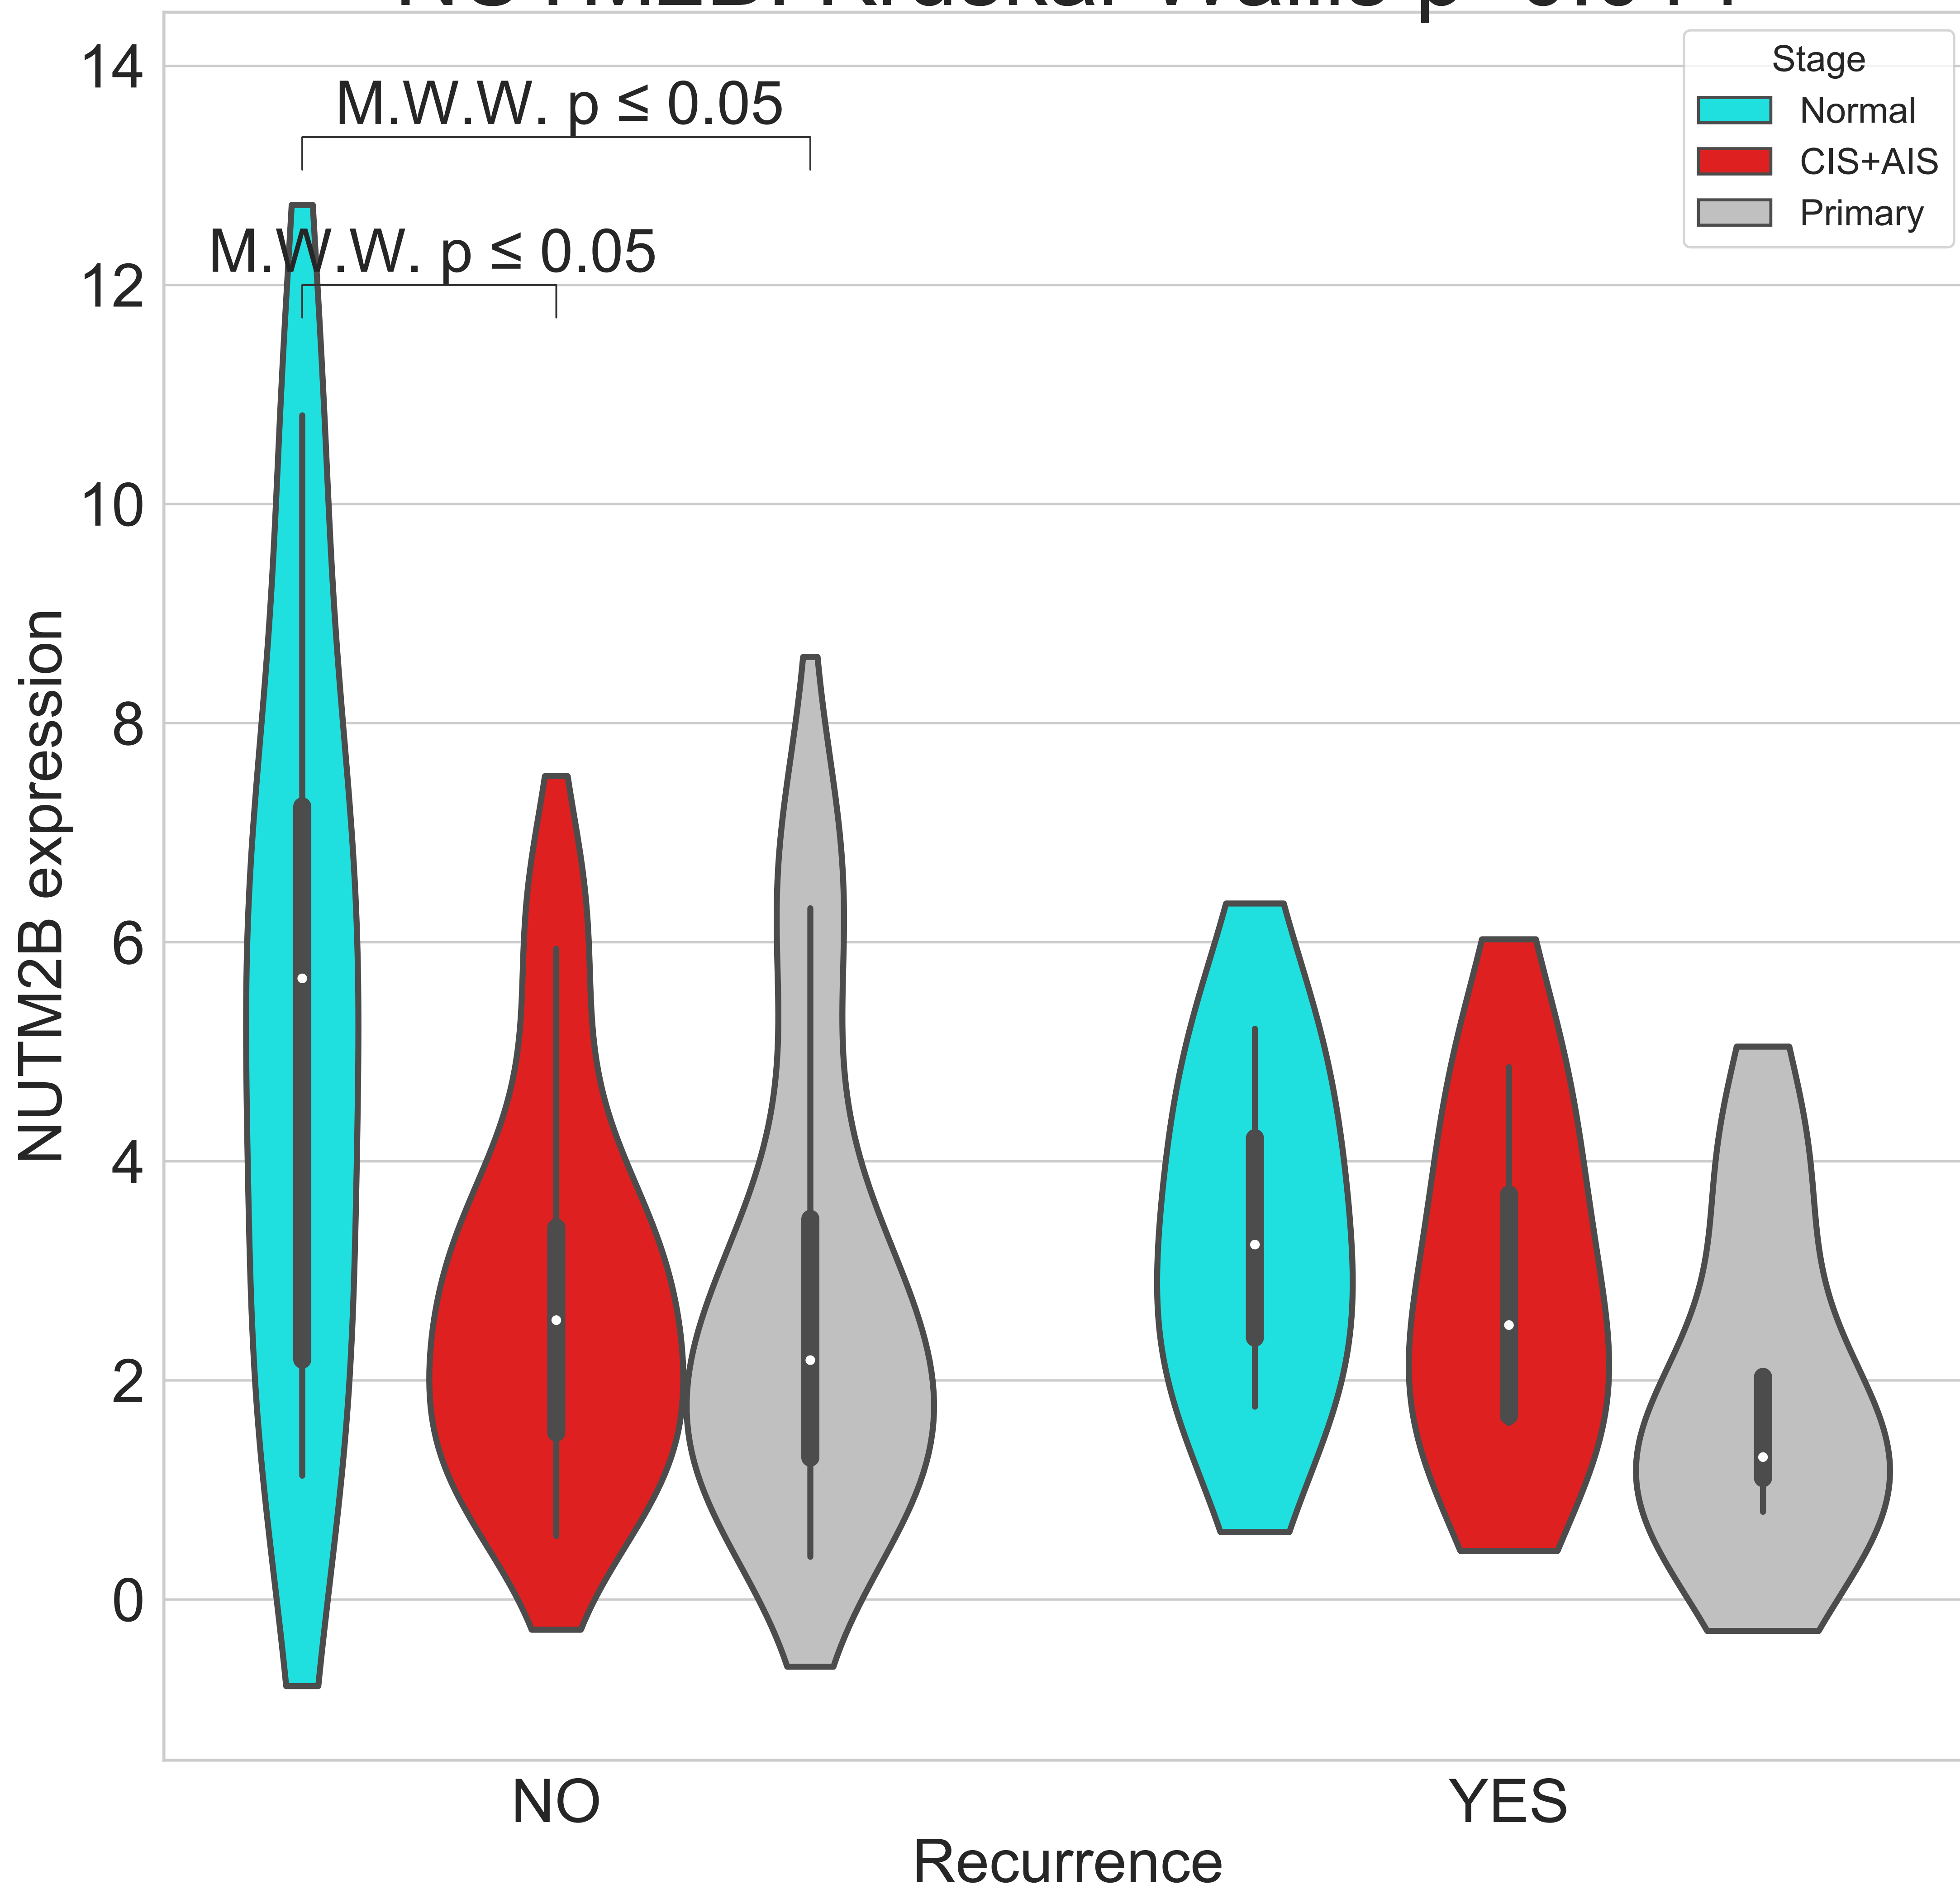 Stage
Normal
CIS+AIS
Primary
M.W.W. p ≤ 0.05
M.W.W. p ≤ 0.05
14
12
10
8
6
4
2
0
NUTM2B expression
NO
YES
Recurrence